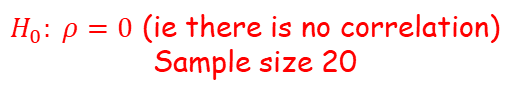 H₀: ρ = 0 (ie there is no correlation)
Sample size 20